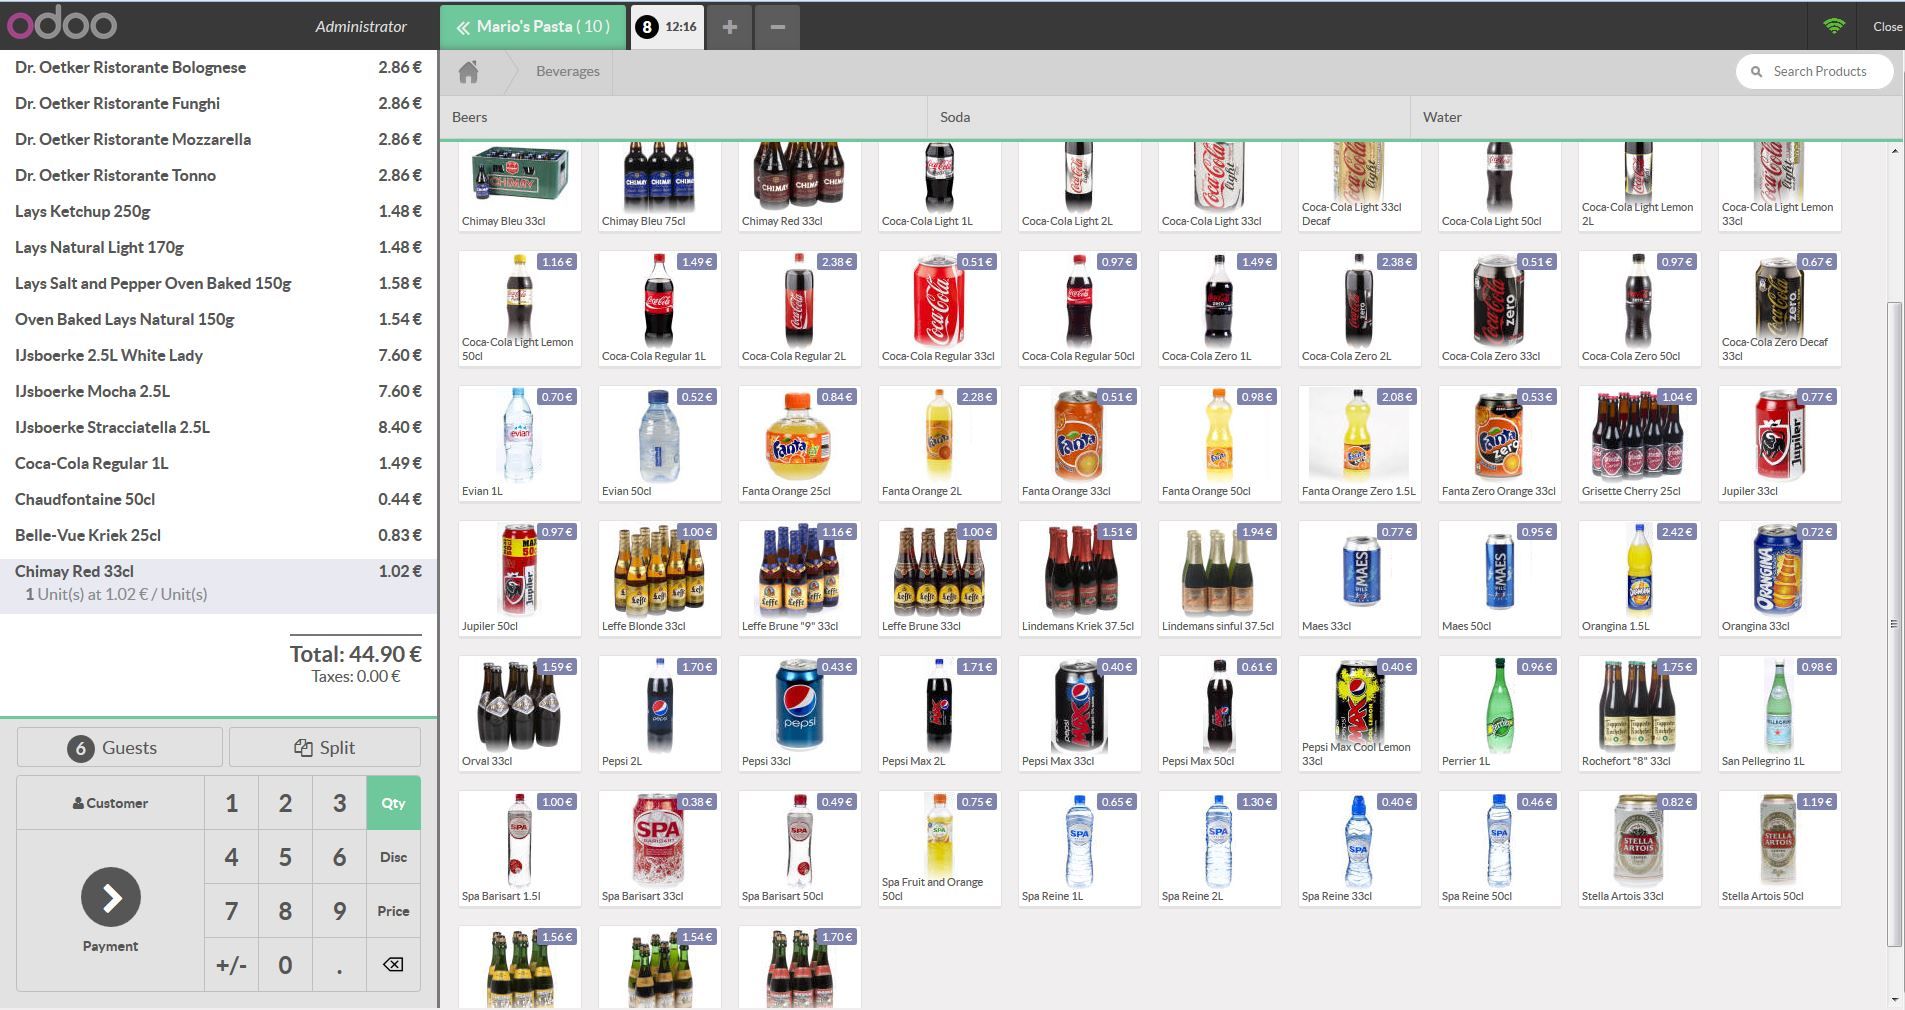 odoo
Administrator
Mario's Pasta ( 10 )
8 12:16
+
−
Close
Dr. Oetker Ristorante Bolognese 2.86 €
Dr. Oetker Ristorante Funghi 2.86 €
Dr. Oetker Ristorante Mozzarella 2.86 €
Dr. Oetker Ristorante Tonno 2.86 €
Lays Ketchup 250g 1.48 €
Lays Natural Light 170g 1.48 €
Lays Salt and Pepper Oven Baked 150g 1.58 €
Oven Baked Lays Natural 150g 1.54 €
IJsboerke 2.5L White Lady 7.60 €
IJsboerke Mocha 2.5L 7.60 €
IJsboerke Stracciatella 2.5L 8.40 €
Coca-Cola Regular 1L 1.49 €
Chaudfontaine 50cl 0.44 €
Belle-Vue Kriek 25cl 0.83 €
Chimay Red 33cl 1.02 €
1 Unit(s) at 1.02 € / Unit(s)
Total: 44.90 €
Taxes: 0.00 €
6 Guests
Split
Customer
1 2 3 Qty
4 5 6 Disc
7 8 9 Price
+/- 0 .
Payment
Beverages
Search Products
Beers
Soda
Water
Chimay Bleu 33cl
Chimay Bleu 75cl
Chimay Red 33cl
Coca-Cola Light 1L
Coca-Cola Light 2L
Coca-Cola Light 33cl
Coca-Cola Light 33cl
Decaf
Coca-Cola Light 50cl
Coca-Cola Light Lemon
2L
Coca-Cola Light Lemon
33cl
1.16 €
Coca-Cola Light Lemon
50cl
1.49 €
Coca-Cola Regular 1L
2.38 €
Coca-Cola Regular 2L
0.51 €
Coca-Cola Regular 33cl
0.97 €
Coca-Cola Regular 50cl
1.49 €
Coca-Cola Zero 1L
2.38 €
Coca-Cola Zero 2L
0.51 €
Coca-Cola Zero 33cl
0.97 €
Coca-Cola Zero 50cl
0.67 €
Coca-Cola Zero Decaf
33cl
0.70 €
Evian 1L
0.52 €
Evian 50cl
0.84 €
Fanta Orange 25cl
2.28 €
Fanta Orange 2L
0.51 €
Fanta Orange 33cl
0.98 €
Fanta Orange 50cl
2.08 €
Fanta Orange Zero 1.5L
0.53 €
Fanta Zero Orange 33cl
1.04 €
Grisette Cherry 25cl
0.77 €
Jupiler 33cl
0.97 €
Jupiler 50cl
1.00 €
Leffe Blonde 33cl
1.16 €
Leffe Brune "9" 33cl
1.00 €
Leffe Brune 33cl
1.51 €
Lindemans Kriek 37.5cl
1.94 €
Lindemans sinful 37.5cl
0.77 €
Maes 33cl
0.95 €
Maes 50cl
2.42 €
Orangina 1.5L
0.72 €
Orangina 33cl
1.59 €
Orval 33cl
1.70 €
Pepsi 2L
0.43 €
Pepsi 33cl
1.71 €
Pepsi Max 2L
0.40 €
Pepsi Max 33cl
0.61 €
Pepsi Max 50cl
0.40 €
Pepsi Max Cool Lemon
33cl
0.96 €
Perrier 1L
1.75 €
Rochefort "8" 33cl
0.98 €
San Pellegrino 1L
1.00 €
Spa Barisart 1.5l
0.38 €
Spa Barisart 33cl
0.49 €
Spa Barisart 50cl
0.75 €
Spa Fruit and Orange
50cl
0.65 €
Spa Reine 1L
1.30 €
Spa Reine 2L
0.40 €
Spa Reine 33cl
0.46 €
Spa Reine 50cl
0.82 €
Stella Artois 33cl
1.19 €
Stella Artois 50cl
1.56 €
1.54 €
1.70 €